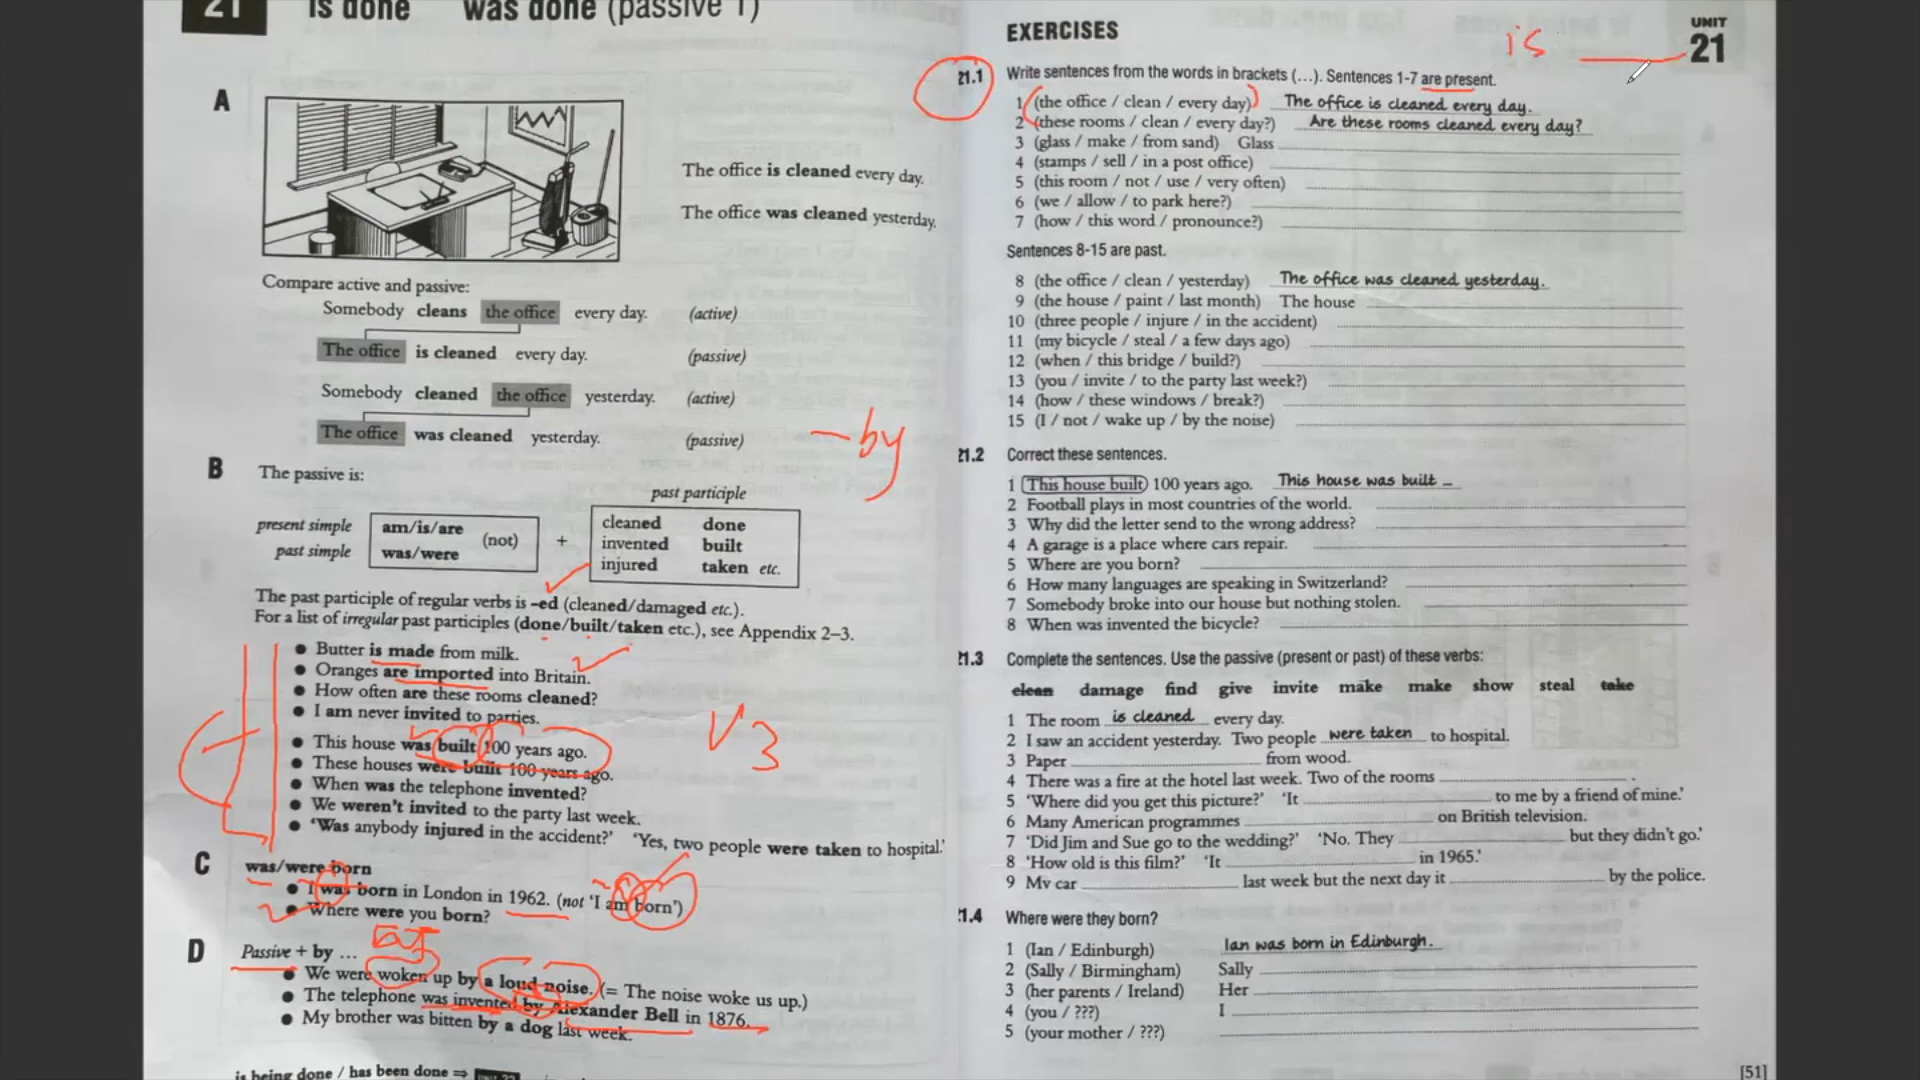 21 is done was done (passive 1)
A
The office is cleaned every day.
The office was cleaned yesterday.
Compare active and passive:
Somebody cleans the office every day. (active)
The office is cleaned every day. (passive)
Somebody cleaned the office yesterday. (active)
The office was cleaned yesterday. (passive)
by
B The passive is:
past participle
present simple am/is/are (not) + cleaned done
past simple was/were invented built
injured taken etc.
The past participle of regular verbs is -ed (cleaned/damaged etc.).
For a list of irregular past participles (done/built/taken etc.), see Appendix 2–3.
● Butter is made from milk.
● Oranges are imported into Britain.
● How often are these rooms cleaned?
● I am never invited to parties.
● This house was built 100 years ago.
● These houses were built 100 years ago.
● When was the telephone invented?
● We weren't invited to the party last week.
● 'Was anybody injured in the accident?' 'Yes, two people were taken to hospital.'
V3
C was/were born
● I was born in London in 1962. (not 'I am born')
● Where were you born?
D Passive + by ...
● We were woken up by a loud noise. (= The noise woke us up.)
● The telephone was invented by Alexander Bell in 1876.
● My brother was bitten by a dog last week.
is being done / has been done ⇒
EXERCISES
is
UNIT
21
21.1 Write sentences from the words in brackets (...). Sentences 1-7 are present.
1 (the office / clean / every day) The office is cleaned every day.
2 (these rooms / clean / every day?) Are these rooms cleaned every day?
3 (glass / make / from sand) Glass
4 (stamps / sell / in a post office)
5 (this room / not / use / very often)
6 (we / allow / to park here?)
7 (how / this word / pronounce?)
Sentences 8-15 are past.
8 (the office / clean / yesterday) The office was cleaned yesterday.
9 (the house / paint / last month) The house
10 (three people / injure / in the accident)
11 (my bicycle / steal / a few days ago)
12 (when / this bridge / build?)
13 (you / invite / to the party last week?)
14 (how / these windows / break?)
15 (I / not / wake up / by the noise)
21.2 Correct these sentences.
1 This house built 100 years ago. This house was built –
2 Football plays in most countries of the world.
3 Why did the letter send to the wrong address?
4 A garage is a place where cars repair.
5 Where are you born?
6 How many languages are speaking in Switzerland?
7 Somebody broke into our house but nothing stolen.
8 When was invented the bicycle?
21.3 Complete the sentences. Use the passive (present or past) of these verbs:
clean damage find give invite make make show steal take
1 The room is cleaned every day.
2 I saw an accident yesterday. Two people were taken to hospital.
3 Paper from wood.
4 There was a fire at the hotel last week. Two of the rooms .
5 'Where did you get this picture?' 'It to me by a friend of mine.'
6 Many American programmes on British television.
7 'Did Jim and Sue go to the wedding?' 'No. They but they didn't go.'
8 'How old is this film?' 'It in 1965.'
9 My car last week but the next day it by the police.
21.4 Where were they born?
1 (Ian / Edinburgh) Ian was born in Edinburgh.
2 (Sally / Birmingham) Sally
3 (her parents / Ireland) Her
4 (you / ???) I
5 (your mother / ???)
[51]